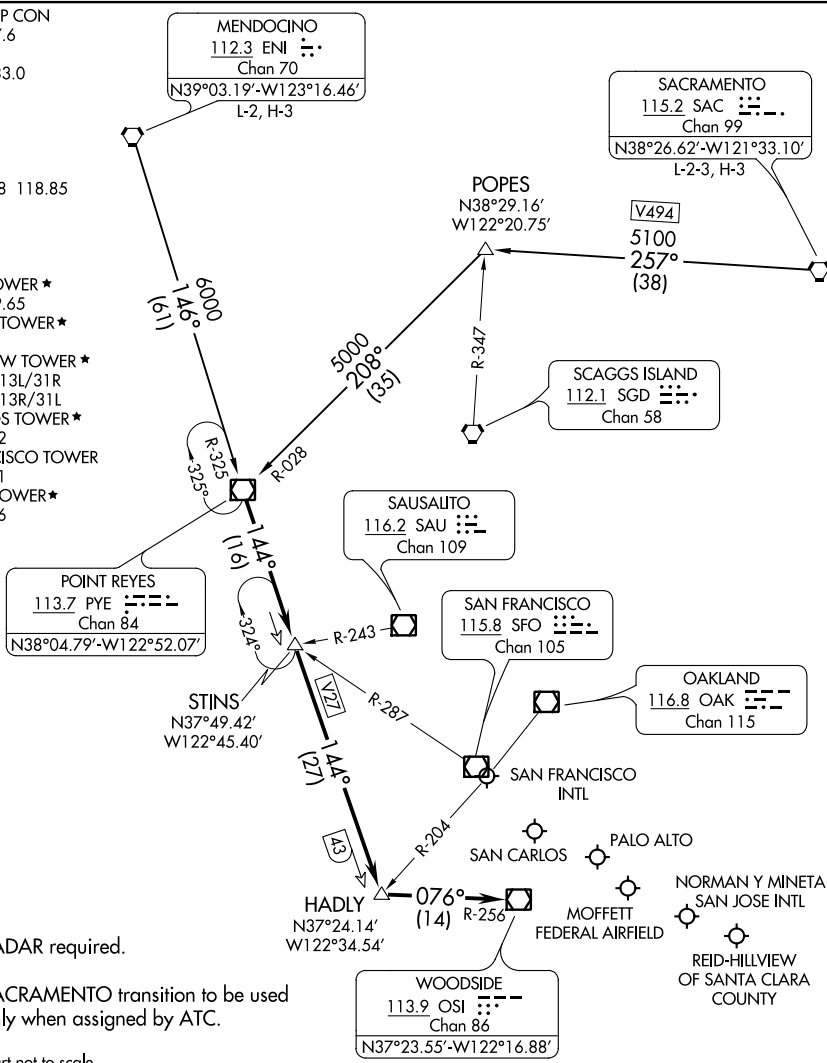 P CON
7.6
33.0
8 118.85
OWER★
9.65
TOWER★
W TOWER★
13L/31R
13R/31L
S TOWER★
2
CISCO TOWER
1
OWER★
6
MENDOCINO
112.3 ENI
Chan 70
N39°03.19'-W123°16.46'
L-2, H-3
SACRAMENTO
115.2 SAC
Chan 99
N38°26.62'-W121°33.10'
L-2-3, H-3
POPES
N38°29.16'
W122°20.75'
V494
5100
257°
(38)
6000
146°
(61)
5000
208°
(35)
R-347
SCAGGS ISLAND
112.1 SGD
Chan 58
R-325
325°
R-028
144°
(16)
SAUSALITO
116.2 SAU
Chan 109
POINT REYES
113.7 PYE
Chan 84
N38°04.79'-W122°52.07'
324°
R-243
SAN FRANCISCO
115.8 SFO
Chan 105
STINS
N37°49.42'
W122°45.40'
V27
R-287
OAKLAND
116.8 OAK
Chan 115
144°
(27)
SAN FRANCISCO
INTL
R-204
SAN CARLOS
PALO ALTO
43
HADLY
N37°24.14'
W122°34.54'
076°
(14)
R-256
MOFFETT
FEDERAL AIRFIELD
NORMAN Y MINETA
SAN JOSE INTL
REID-HILLVIEW
OF SANTA CLARA
COUNTY
WOODSIDE
113.9 OSI
Chan 86
N37°23.55'-W122°16.88'
ADAR required.
ACRAMENTO transition to be used
ly when assigned by ATC.
art not to scale